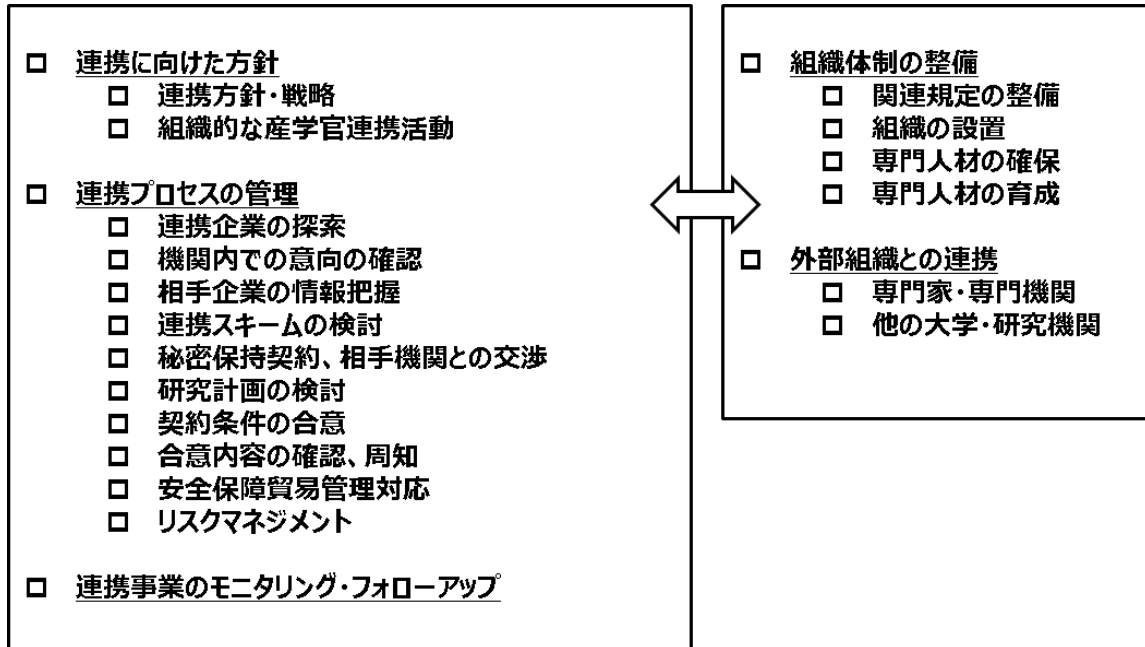 □ 連携に向けた方針
□ 連携方針・戦略
□ 組織的な産学官連携活動
□ 連携プロセスの管理
□ 連携企業の探索
□ 機関内での意向の確認
□ 相手企業の情報把握
□ 連携スキームの検討
□ 秘密保持契約、相手機関との交渉
□ 研究計画の検討
□ 契約条件の合意
□ 合意内容の確認、周知
□ 安全保障貿易管理対応
□ リスクマネジメント
□ 連携事業のモニタリング・フォローアップ
□ 組織体制の整備
□ 関連規定の整備
□ 組織の設置
□ 専門人材の確保
□ 専門人材の育成
□ 外部組織との連携
□ 専門家・専門機関
□ 他の大学・研究機関